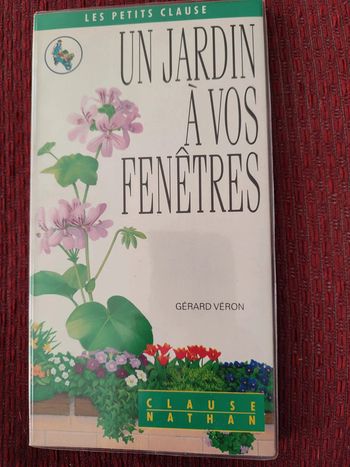 LES PETITS CLAUSE
UN JARDIN
À VOS
FENÊTRES
GÉRARD VÉRON
CLAUSE
NATHAN